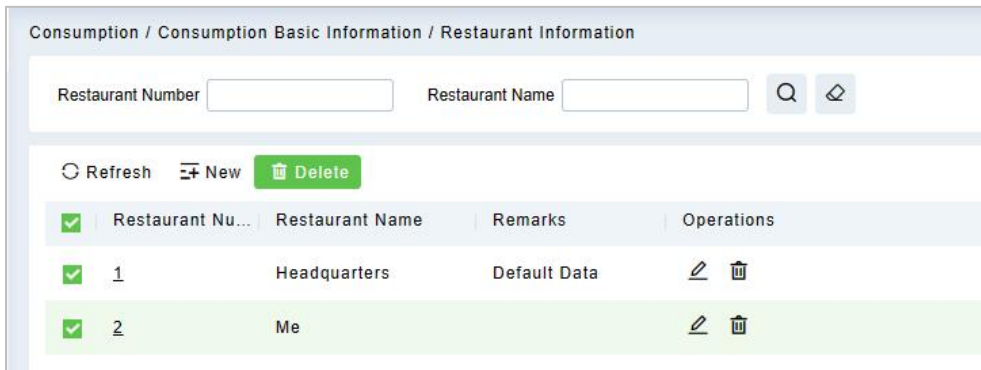 Consumption / Consumption Basic Information / Restaurant Information
Restaurant Number Restaurant Name
Refresh New Delete
Restaurant Nu... Restaurant Name Remarks Operations
1 Headquarters Default Data
2 Me